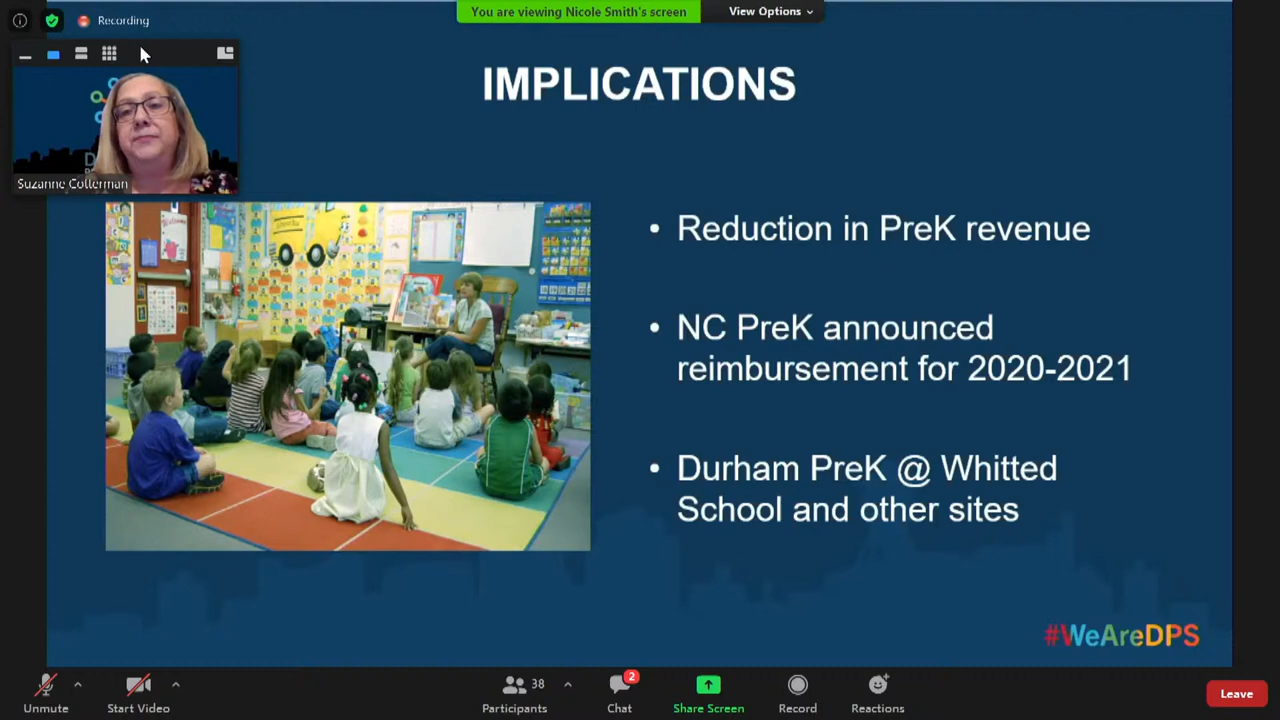 Recording
You are viewing Nicole Smith's screen
View Options
Suzanne Cotterman
IMPLICATIONS
• Reduction in PreK revenue
• NC PreK announced
reimbursement for 2020-2021
• Durham PreK @ Whitted
School and other sites
#WeAreDPS
Unmute
Start Video
38
Participants
2
Chat
Share Screen
Record
Reactions
Leave